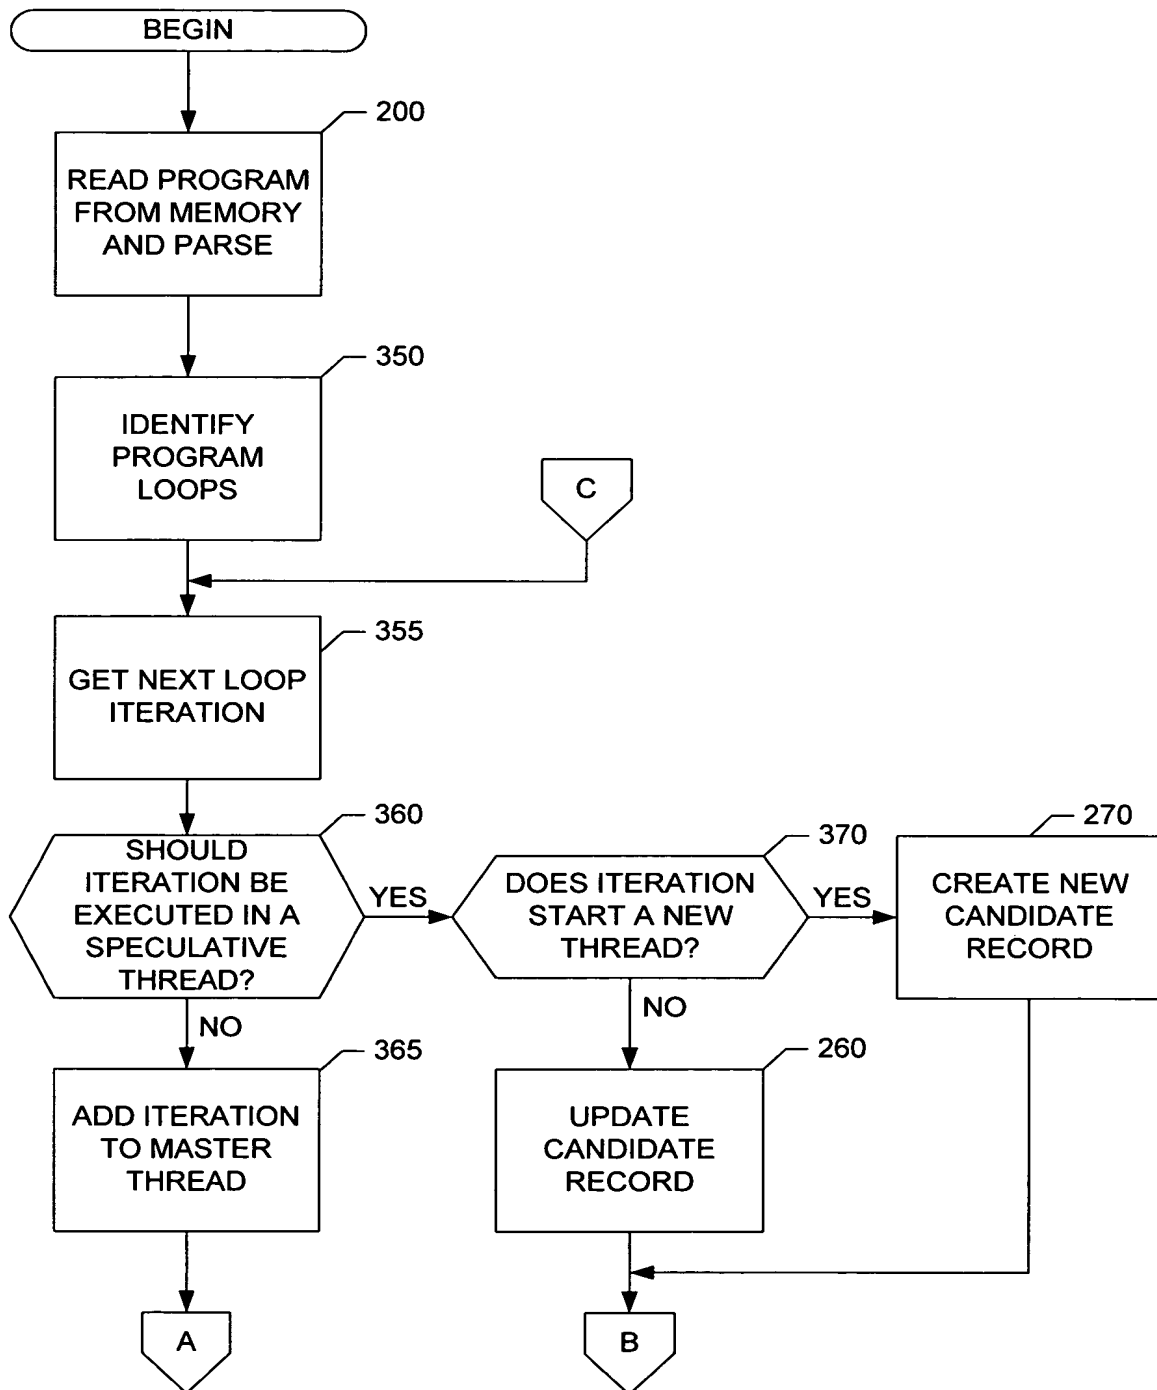 BEGIN
200
READ PROGRAM
FROM MEMORY
AND PARSE
350
IDENTIFY
PROGRAM
LOOPS
C
355
GET NEXT LOOP
ITERATION
360
SHOULD
ITERATION BE
EXECUTED IN A
SPECULATIVE
THREAD?
YES
370
DOES ITERATION
START A NEW
THREAD?
YES
270
CREATE NEW
CANDIDATE
RECORD
NO
365
ADD ITERATION
TO MASTER
THREAD
NO
260
UPDATE
CANDIDATE
RECORD
A
B